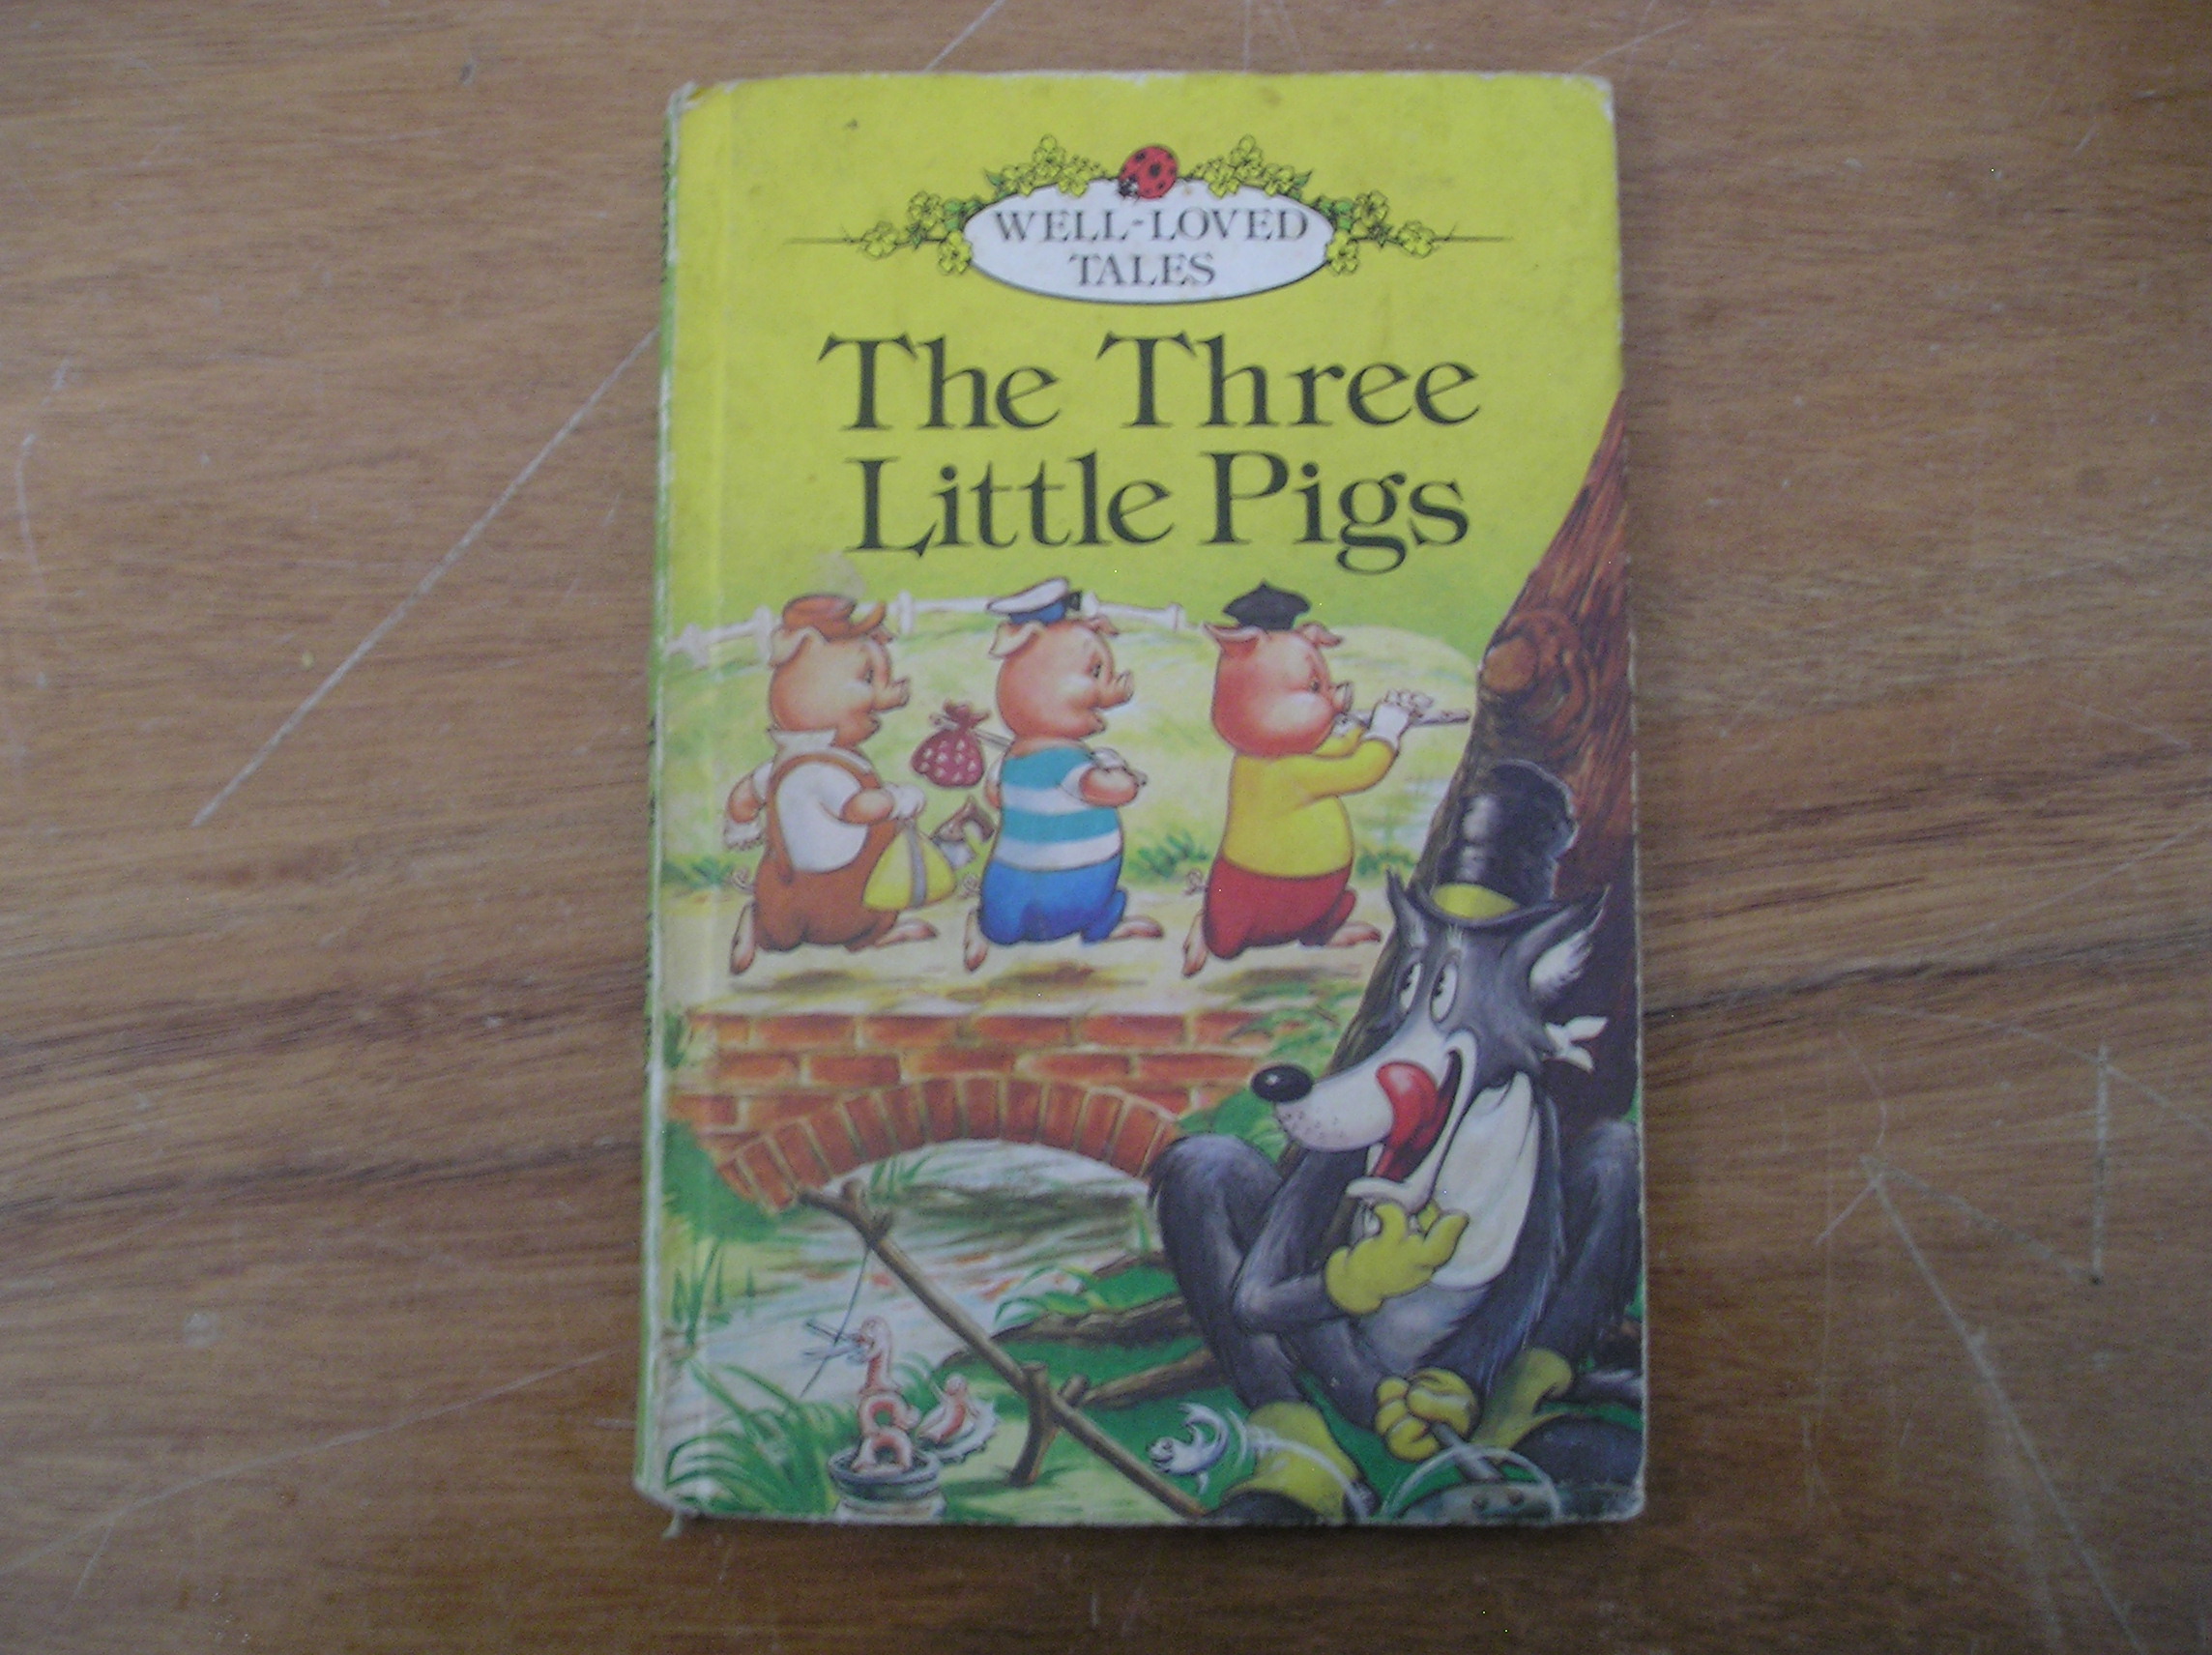 WELL-LOVED
TALES
The Three
Little Pigs